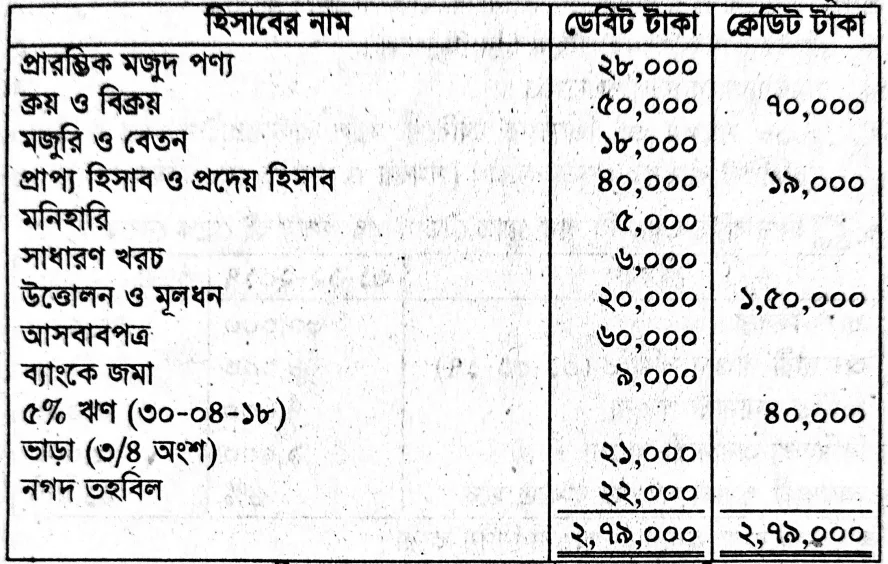 হিসাবের নাম ডেবিট টাকা ক্রেডিট টাকা
প্রারম্ভিক মজুদ পণ্য ২৮,০০০
ক্রয় ও বিক্রয় ৫০,০০০ ৭০,০০০
মজুরি ও বেতন ১৮,০০০
প্রাপ্য হিসাব ও প্রদেয় হিসাব ৪০,০০০ ১৯,০০০
মনিহারি ৫,০০০
সাধারণ খরচ ৬,০০০
উত্তোলন ও মূলধন ২০,০০০ ১,৫০,০০০
আসবাবপত্র ৬০,০০০
ব্যাংকে জমা ৯,০০০
৫% ঋণ (৩০-০৪-১৮) ৪০,০০০
ভাড়া (৩/৪ অংশ) ২১,০০০
নগদ তহবিল ২২,০০০
২,৭৯,০০০ ২,৭৯,০০০